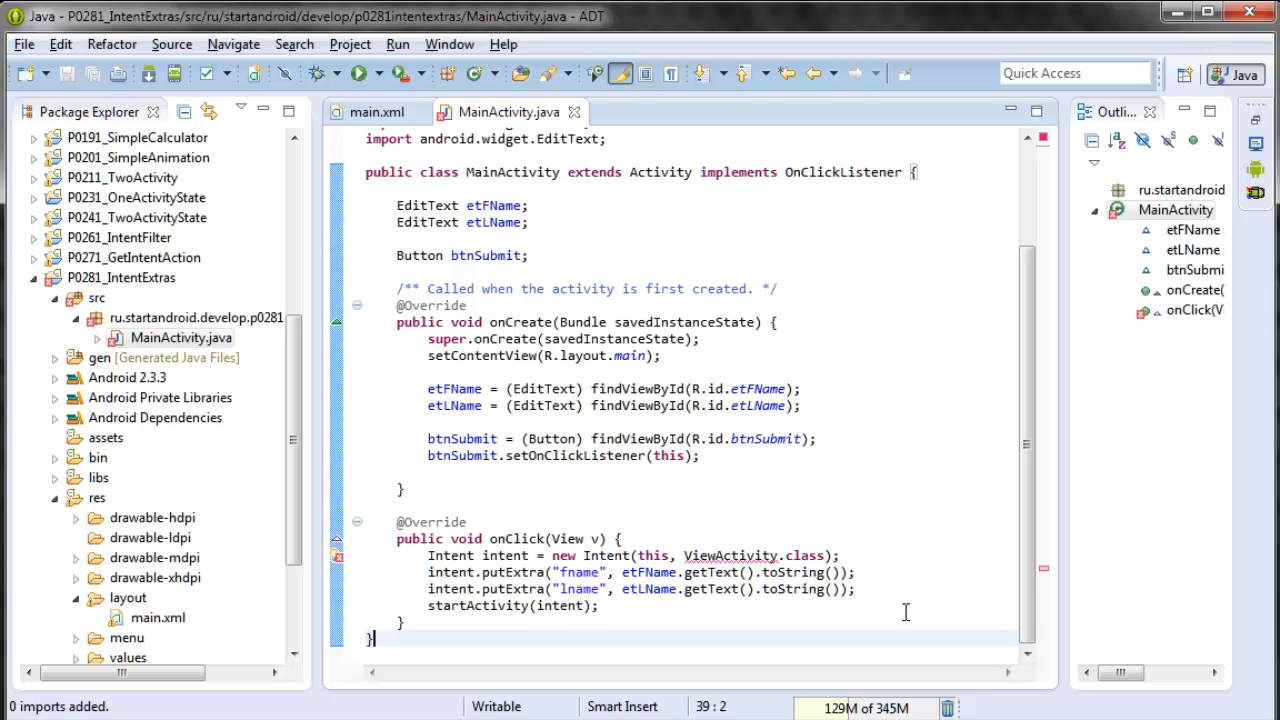 Java - P0281_IntentExtras/src/ru/startandroid/develop/p0281intentextras/MainActivity.java - ADT
File Edit Refactor Source Navigate Search Project Run Window Help
Quick Access
Java
Package Explorer
P0191_SimpleCalculator
P0201_SimpleAnimation
P0211_TwoActivity
P0231_OneActivityState
P0241_TwoActivityState
P0261_IntentFilter
P0271_GetIntentAction
P0281_IntentExtras
src
ru.startandroid.develop.p0281
MainActivity.java
gen [Generated Java Files]
Android 2.3.3
Android Private Libraries
Android Dependencies
assets
bin
libs
res
drawable-hdpi
drawable-ldpi
drawable-mdpi
drawable-xhdpi
layout
main.xml
menu
values
main.xml
MainActivity.java
import android.widget.EditText;
public class MainActivity extends Activity implements OnClickListener {
EditText etFName;
EditText etLName;
Button btnSubmit;
/** Called when the activity is first created. */
@Override
public void onCreate(Bundle savedInstanceState) {
super.onCreate(savedInstanceState);
setContentView(R.layout.main);
etFName = (EditText) findViewById(R.id.etFName);
etLName = (EditText) findViewById(R.id.etLName);
btnSubmit = (Button) findViewById(R.id.btnSubmit);
btnSubmit.setOnClickListener(this);
}
@Override
public void onClick(View v) {
Intent intent = new Intent(this, ViewActivity.class);
intent.putExtra("fname", etFName.getText().toString());
intent.putExtra("lname", etLName.getText().toString());
startActivity(intent);
}
}
Outli...
ru.startandroid
MainActivity
etFName
etLName
btnSubmi
onCreate(
onClick(V
0 imports added.
Writable
Smart Insert
39 : 2
129M of 345M